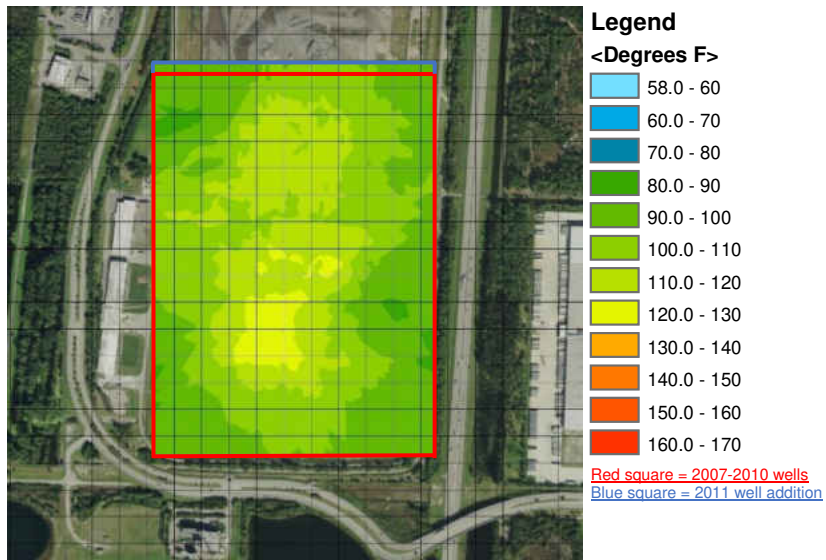 Legend
<Degrees F>
58.0 - 60
60.0 - 70
70.0 - 80
80.0 - 90
90.0 - 100
100.0 - 110
110.0 - 120
120.0 - 130
130.0 - 140
140.0 - 150
150.0 - 160
160.0 - 170
Red square = 2007-2010 wells
Blue square = 2011 well addition